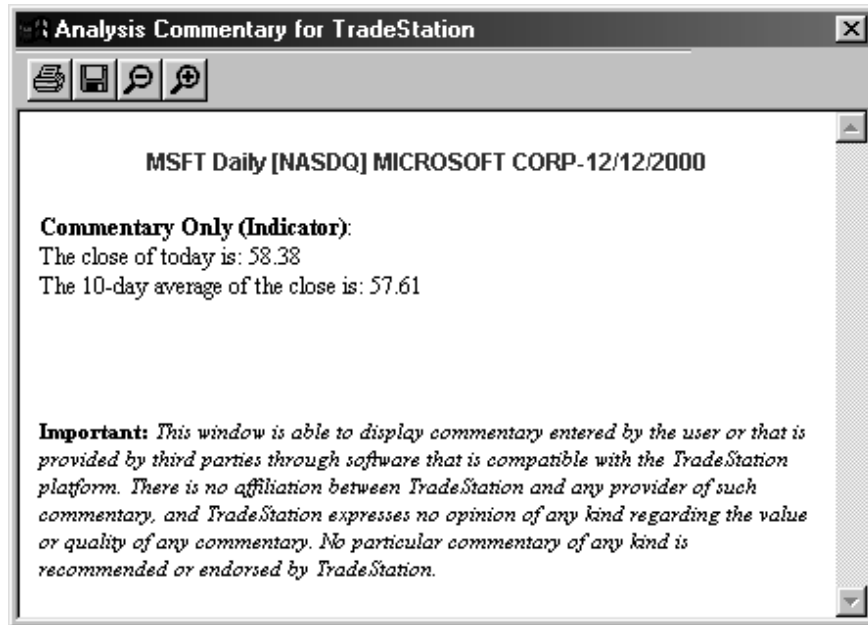 Analysis Commentary for TradeStation
MSFT Daily [NASDQ] MICROSOFT CORP-12/12/2000
Commentary Only (Indicator):
The close of today is: 58.38
The 10-day average of the close is: 57.61
Important: This window is able to display commentary entered by the user or that is
provided by third parties through software that is compatible with the TradeStation
platform. There is no affiliation between TradeStation and any provider of such
commentary, and TradeStation expresses no opinion of any kind regarding the value
or quality of any commentary. No particular commentary of any kind is
recommended or endorsed by TradeStation.